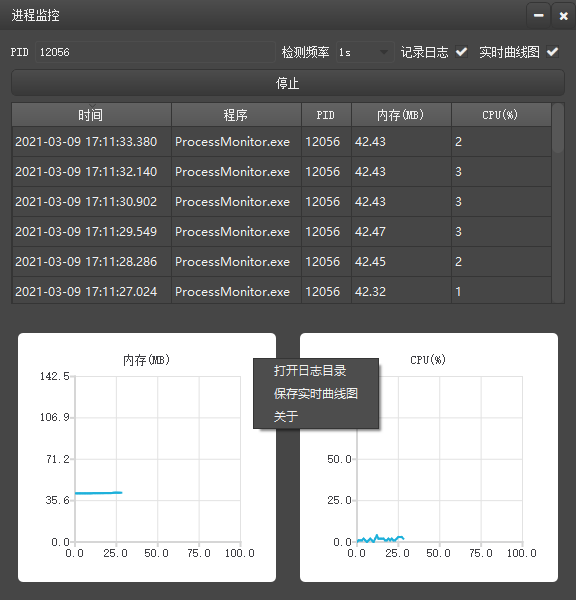 进程监控
PID 12056 检测频率 1s 记录日志 实时曲线图
停止
时间 程序 PID 内存(MB) CPU(%)
2021-03-09 17:11:33.380 ProcessMonitor.exe 12056 42.43 2
2021-03-09 17:11:32.140 ProcessMonitor.exe 12056 42.43 3
2021-03-09 17:11:30.902 ProcessMonitor.exe 12056 42.43 3
2021-03-09 17:11:29.549 ProcessMonitor.exe 12056 42.47 3
2021-03-09 17:11:28.286 ProcessMonitor.exe 12056 42.45 2
2021-03-09 17:11:27.024 ProcessMonitor.exe 12056 42.32 1
内存(MB)
142.5
106.9
71.2
35.6
0.0
0.0 25.0 50.0 75.0 100.0
打开日志目录
保存实时曲线图
关于
CPU(%)
50.0
25.0
0.0
0.0 25.0 50.0 75.0 100.0